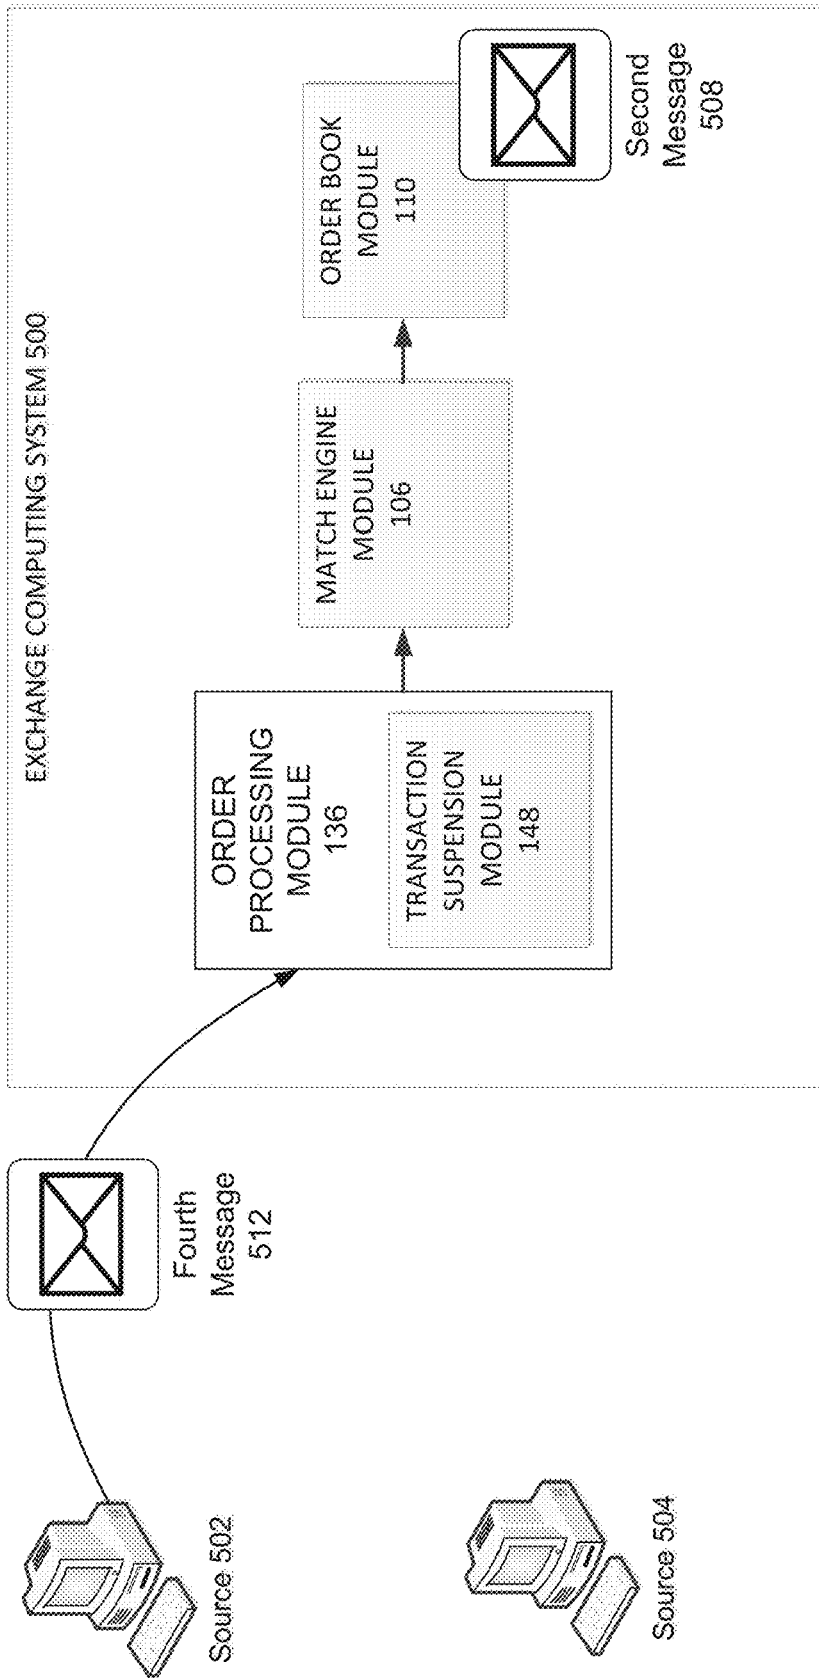 EXCHANGE COMPUTING SYSTEM 500
Source 502
Fourth
Message
512
ORDER
PROCESSING
MODULE
136
TRANSACTION
SUSPENSION
MODULE
148
MATCH ENGINE
MODULE
106
ORDER BOOK
MODULE
110
Second
Message
508
Source 504